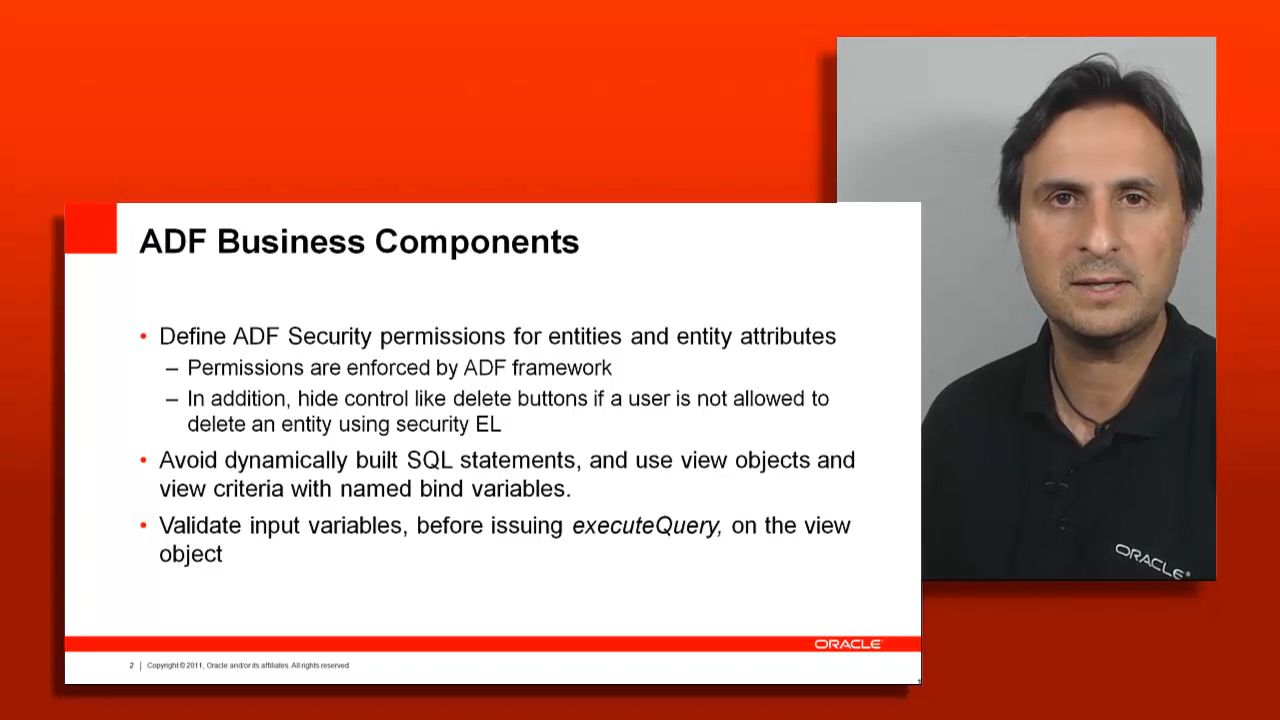 ADF Business Components
• Define ADF Security permissions for entities and entity attributes
– Permissions are enforced by ADF framework
– In addition, hide control like delete buttons if a user is not allowed to
delete an entity using security EL
• Avoid dynamically built SQL statements, and use view objects and
view criteria with named bind variables.
• Validate input variables, before issuing executeQuery, on the view
object
ORACLE
2 | Copyright © 2011, Oracle and/or its affiliates. All rights reserved
ORACLE®